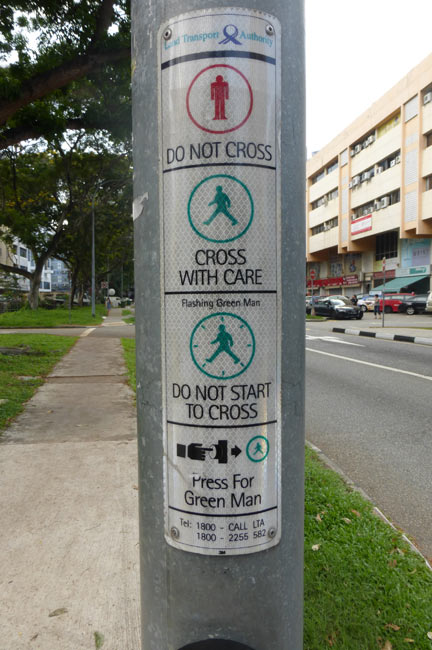 Land Transport Authority
DO NOT CROSS
CROSS
WITH CARE
Flashing Green Man
DO NOT START
TO CROSS
Press For
Green Man
Tel: 1800 - CALL LTA
1800 - 2255 582
3M